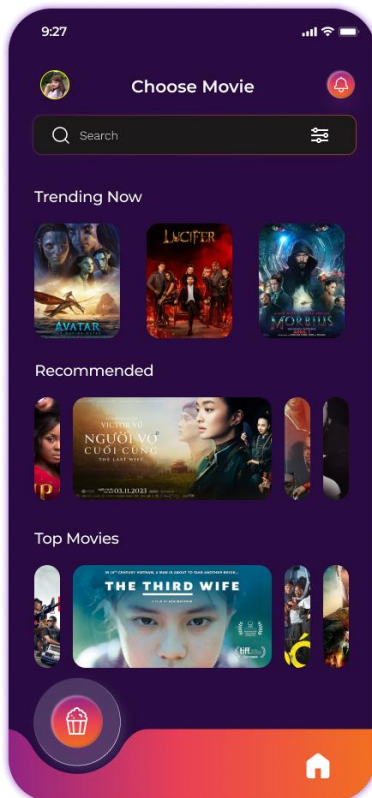 9:27
Choose Movie
Search
Trending Now
AVATAR
LUCIFER
MORBIUS
Recommended
VICTOR VŨ
NGƯỜI VỢ
CUỐI CÙNG
THE LAST WIFE
03.11.2023
Top Movies
THE THIRD WIFE
tiff